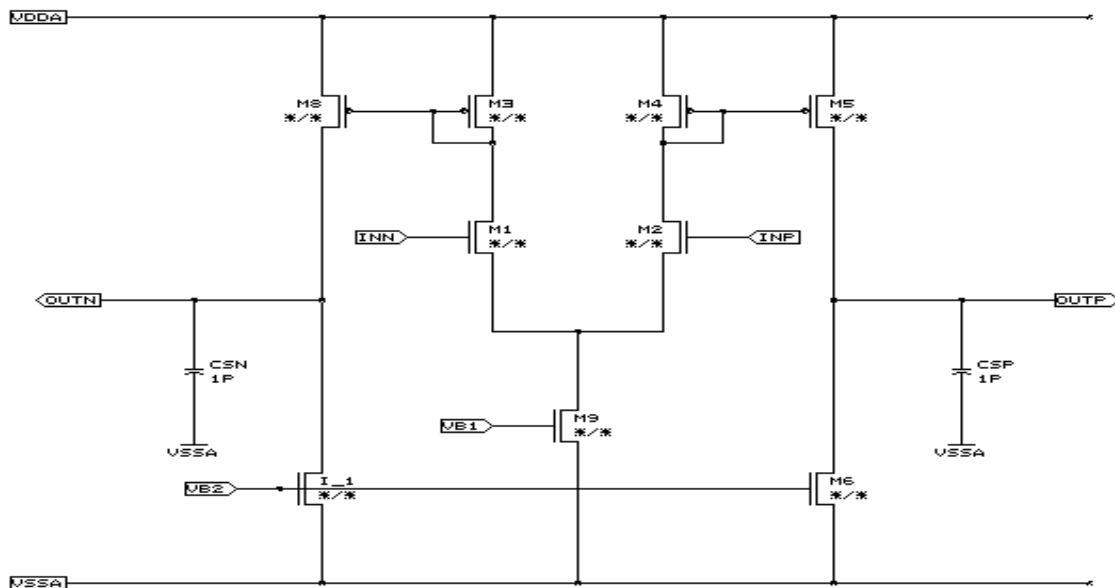 VDDA
M8
*/*
M3
*/*
M4
*/*
M5
*/*
INN
M1
*/*
M2
*/*
INP
OUTN
OUTP
CSN
1P
CSP
1P
VB1
M9
*/*
VSSA
VSSA
VB2
I_1
*/*
M6
*/*
VSSA